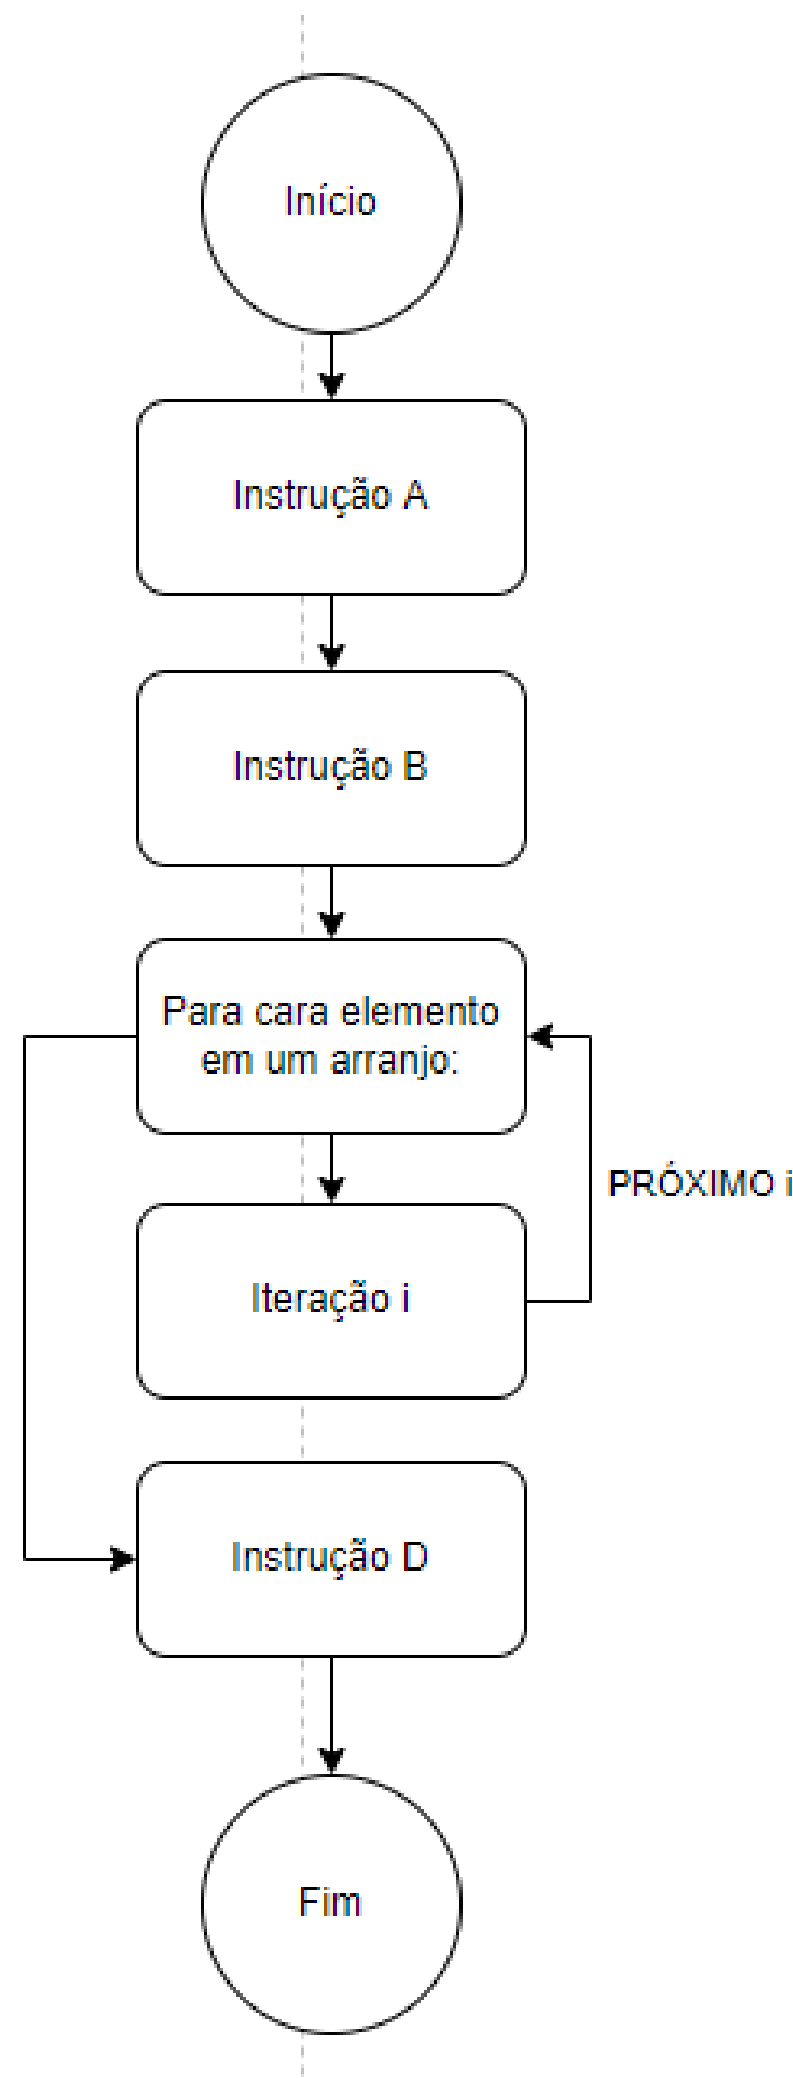 Início
Instrução A
Instrução B
Para cara elemento
em um arranjo:
PRÓXIMO i
Iteração i
Instrução D
Fim